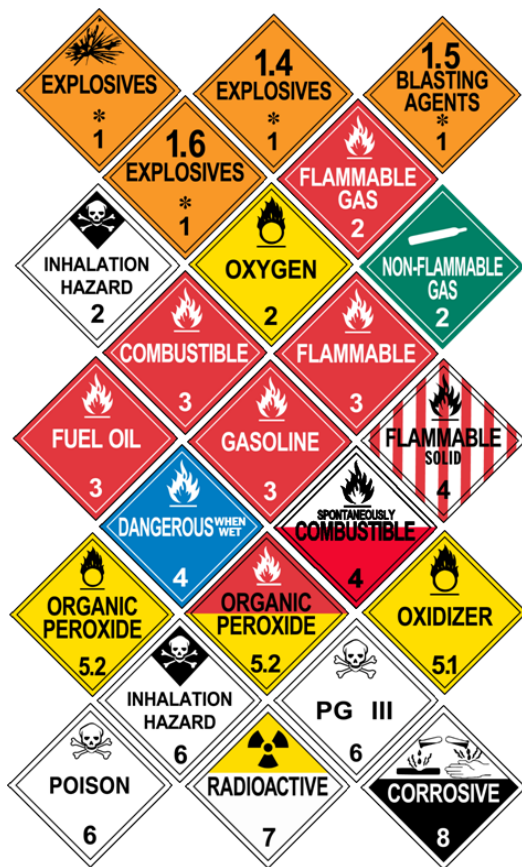 EXPLOSIVES
*
1
1.4
EXPLOSIVES
*
1
1.5
BLASTING
AGENTS
*
1
1.6
EXPLOSIVES
*
1
FLAMMABLE
GAS
2
INHALATION
HAZARD
2
OXYGEN
2
NON-FLAMMABLE
GAS
2
COMBUSTIBLE
3
FLAMMABLE
3
FUEL OIL
3
GASOLINE
3
FLAMMABLE
SOLID
4
DANGEROUS WHEN WET
4
SPONTANEOUSLY
COMBUSTIBLE
4
ORGANIC
PEROXIDE
5.2
ORGANIC
PEROXIDE
5.2
OXIDIZER
5.1
INHALATION
HAZARD
6
PG III
6
POISON
6
RADIOACTIVE
7
CORROSIVE
8